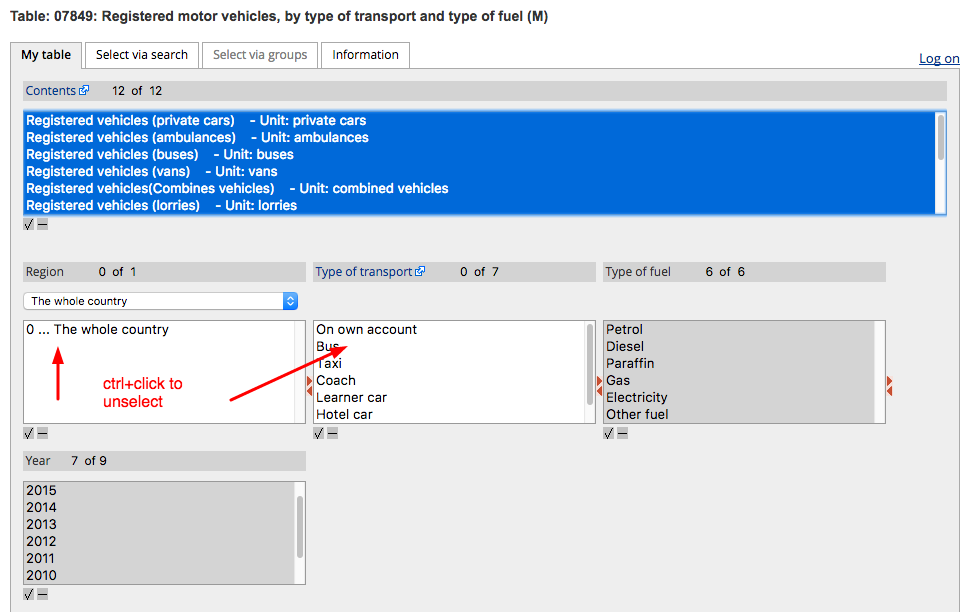 Table: 07849: Registered motor vehicles, by type of transport and type of fuel (M)
My table Select via search Select via groups Information Log on
Contents 12 of 12
Registered vehicles (private cars) - Unit: private cars
Registered vehicles (ambulances) - Unit: ambulances
Registered vehicles (buses) - Unit: buses
Registered vehicles (vans) - Unit: vans
Registered vehicles(Combines vehicles) - Unit: combined vehicles
Registered vehicles (lorries) - Unit: lorries
Region 0 of 1
The whole country
0 ... The whole country
ctrl+click to
unselect
Type of transport 0 of 7
On own account
Bus
Taxi
Coach
Learner car
Hotel car
Type of fuel 6 of 6
Petrol
Diesel
Paraffin
Gas
Electricity
Other fuel
Year 7 of 9
2015
2014
2013
2012
2011
2010